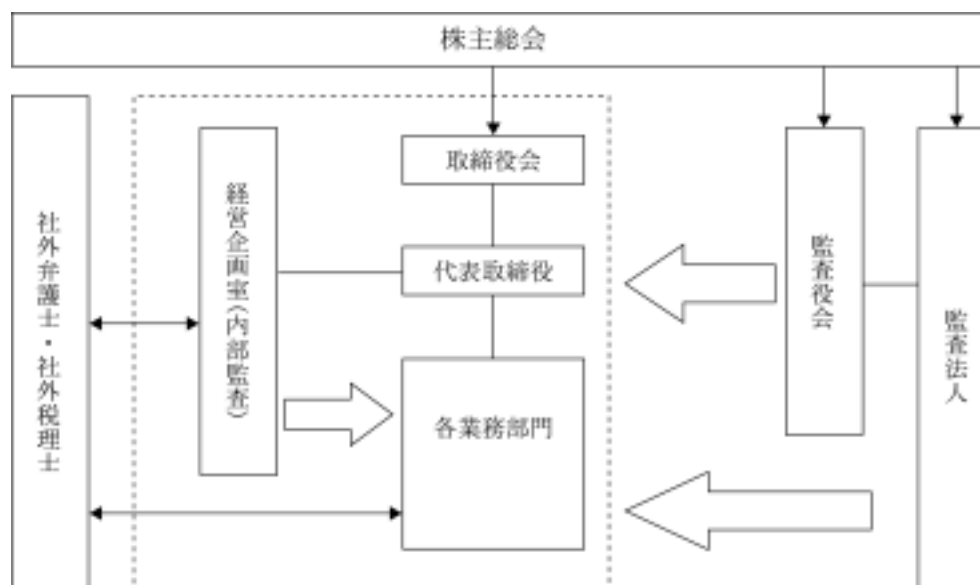 株主総会
社外弁護士・社外税理士
経営企画室(内部監査)
取締役会
代表取締役
各業務部門
監査役会
監査法人